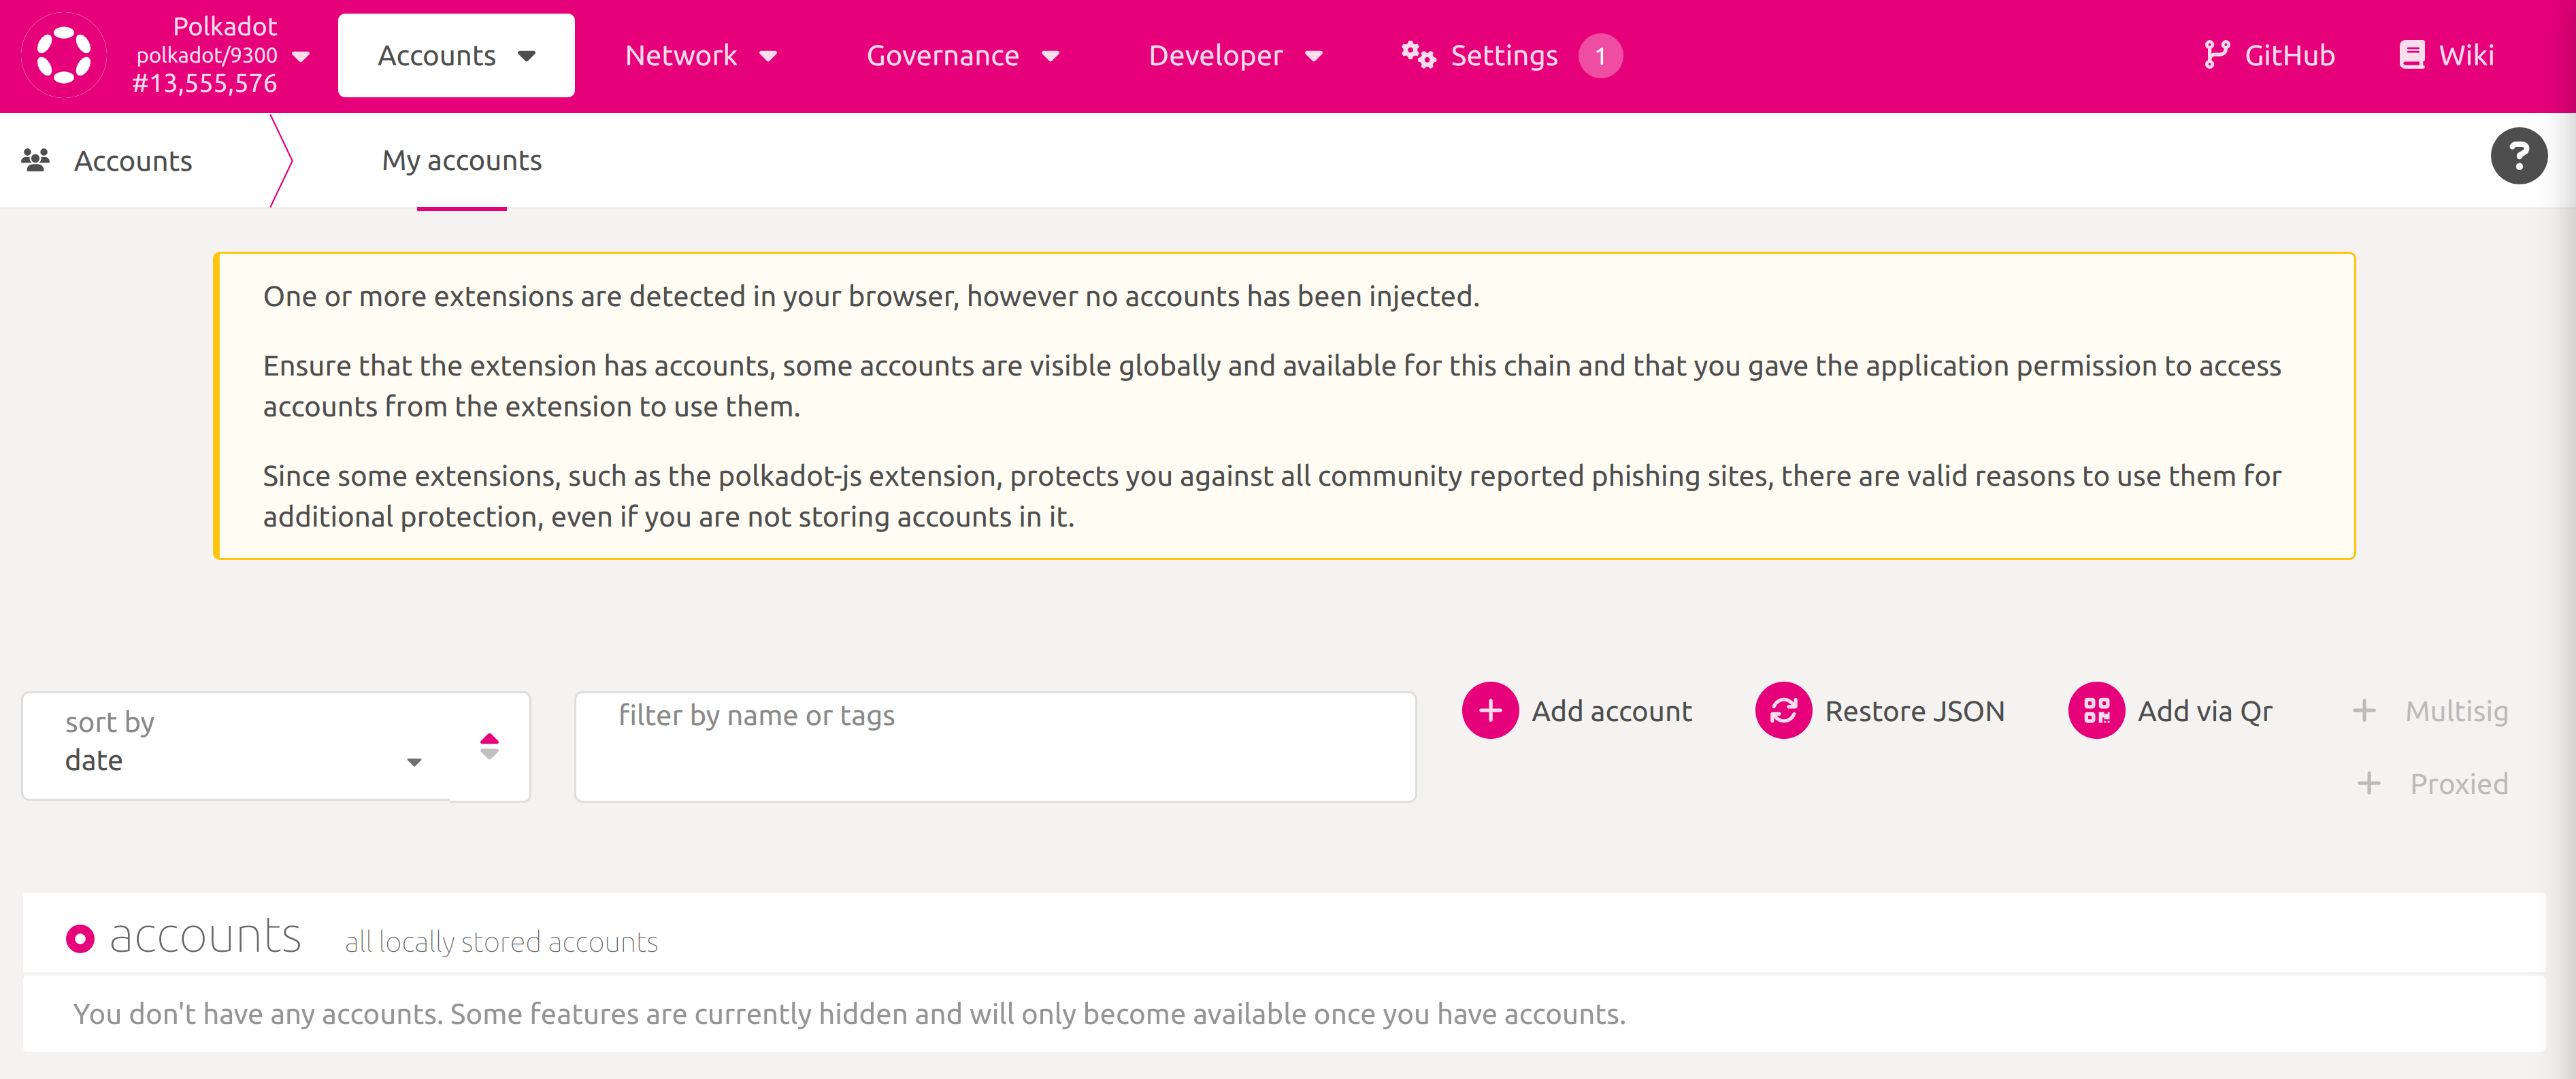 Polkadot
polkadot/9300
#13,555,576
Accounts
Network
Governance
Developer
Settings
1
GitHub
Wiki
Accounts
My accounts
?
One or more extensions are detected in your browser, however no accounts has been injected.
Ensure that the extension has accounts, some accounts are visible globally and available for this chain and that you gave the application permission to access
accounts from the extension to use them.
Since some extensions, such as the polkadot-js extension, protects you against all community reported phishing sites, there are valid reasons to use them for
additional protection, even if you are not storing accounts in it.
sort by
date
filter by name or tags
Add account
Restore JSON
Add via Qr
Multisig
Proxied
accounts all locally stored accounts
You don't have any accounts. Some features are currently hidden and will only become available once you have accounts.